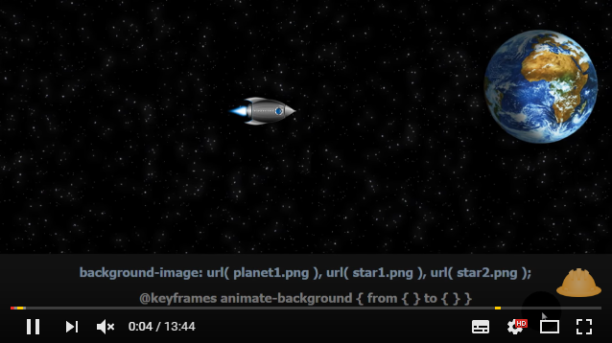 background-image: url( planet1.png ), url( star1.png ), url( star2.png );
@keyframes animate-background { from { } to { } }
0:04 / 13:44
HD